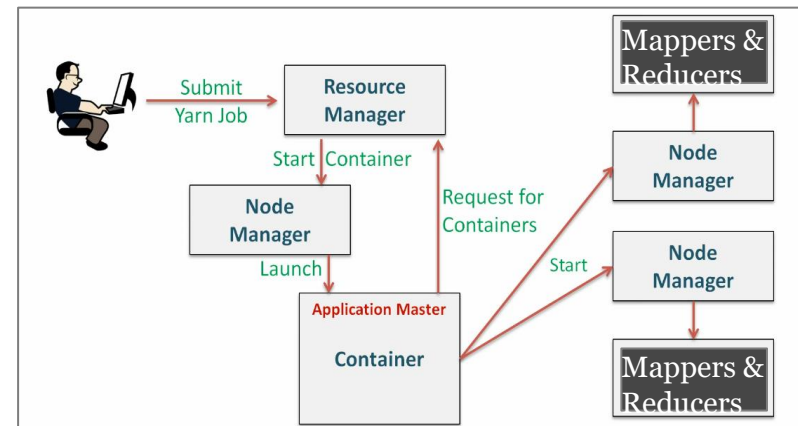 Submit
Yarn Job
Resource
Manager
Start Container
Node
Manager
Launch
Request for
Containers
Application Master
Container
Start
Mappers &
Reducers
Node
Manager
Node
Manager
Mappers &
Reducers